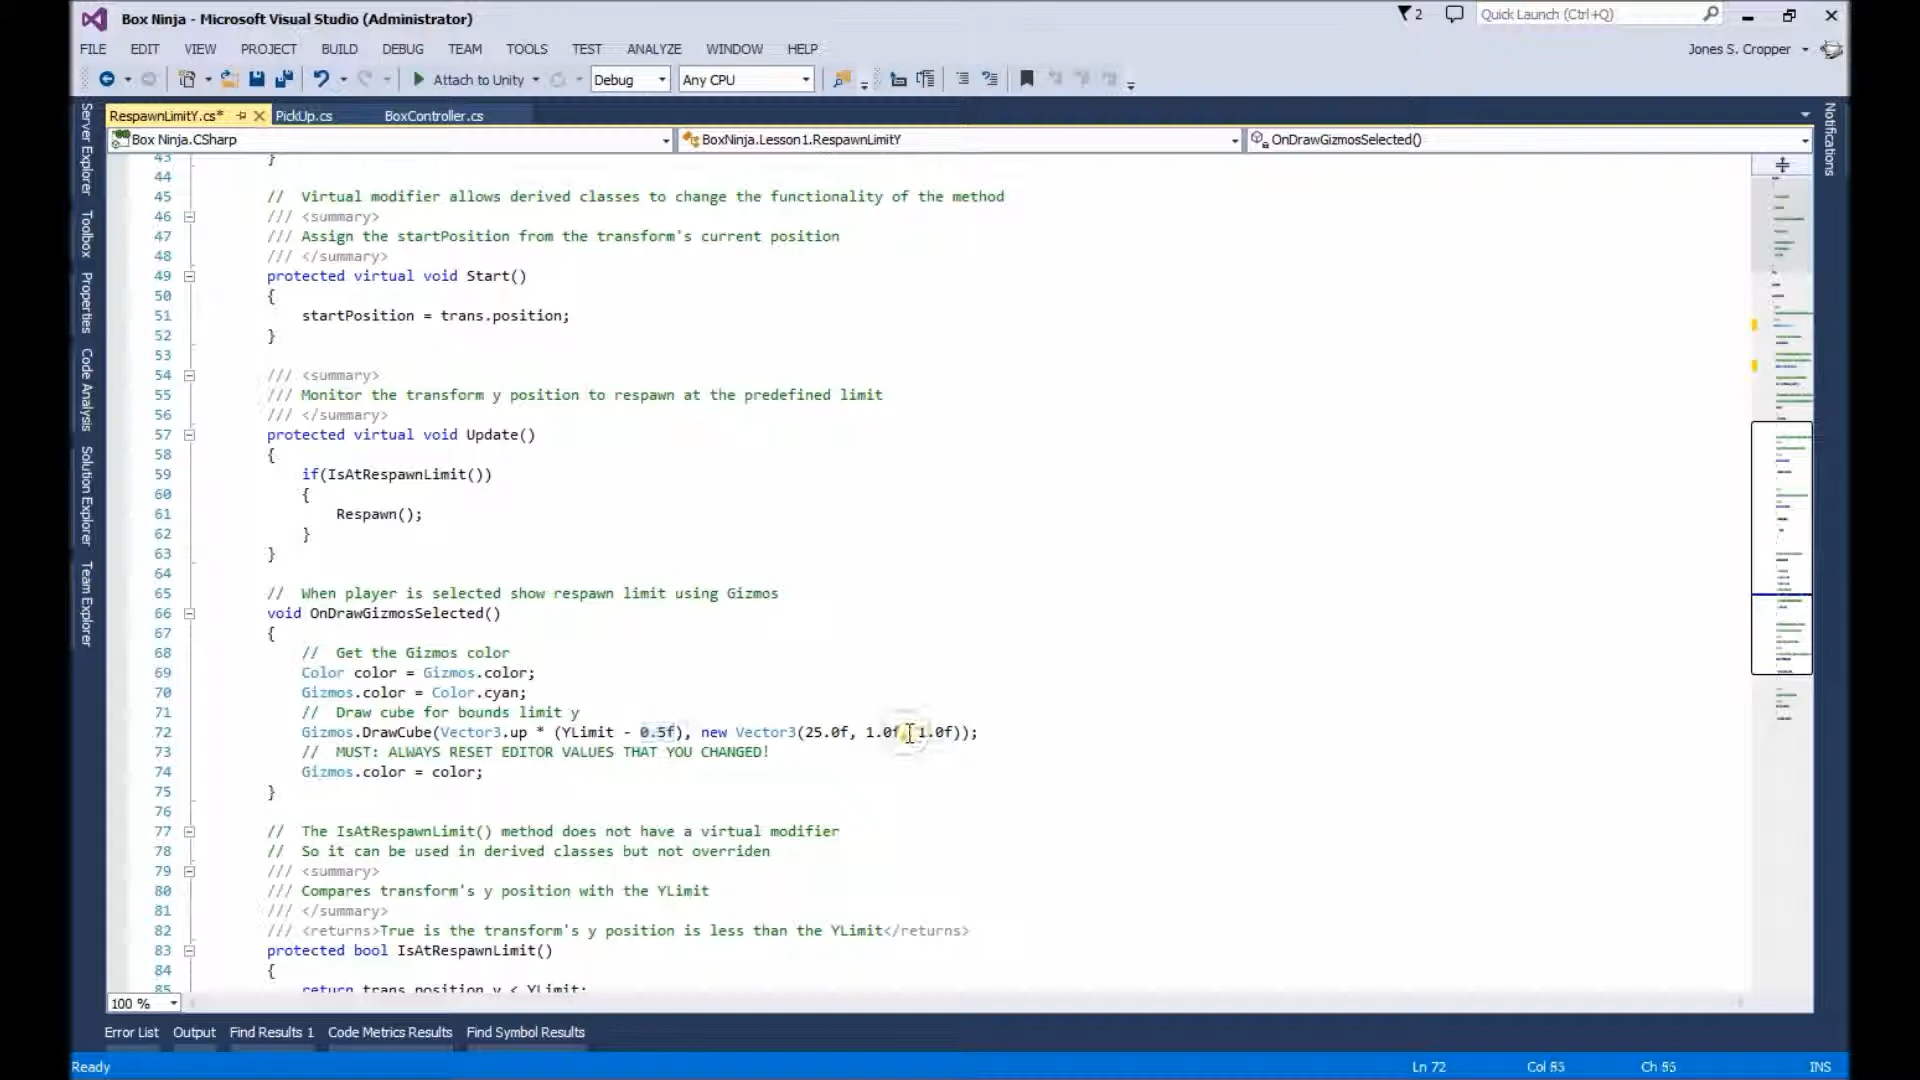 Box Ninja - Microsoft Visual Studio (Administrator)
2
Quick Launch (Ctrl+Q)
FILE EDIT VIEW PROJECT BUILD DEBUG TEAM TOOLS TEST ANALYZE WINDOW HELP
Jones S. Cropper
Attach to Unity Debug Any CPU
RespawnLimitY.cs* PickUp.cs BoxController.cs
Box Ninja.CSharp BoxNinja.Lesson1.RespawnLimitY OnDrawGizmosSelected()
Server Explorer
Toolbox
Properties
Code Analysis
Solution Explorer
Team Explorer
Notifications
43 }
44
45 // Virtual modifier allows derived classes to change the functionality of the method
46 /// <summary>
47 /// Assign the startPosition from the transform's current position
48 /// </summary>
49 protected virtual void Start()
50 {
51 startPosition = trans.position;
52 }
53
54 /// <summary>
55 /// Monitor the transform y position to respawn at the predefined limit
56 /// </summary>
57 protected virtual void Update()
58 {
59 if(IsAtRespawnLimit())
60 {
61 Respawn();
62 }
63 }
64
65 // When player is selected show respawn limit using Gizmos
66 void OnDrawGizmosSelected()
67 {
68 // Get the Gizmos color
69 Color color = Gizmos.color;
70 Gizmos.color = Color.cyan;
71 // Draw cube for bounds limit y
72 Gizmos.DrawCube(Vector3.up * (YLimit - 0.5f), new Vector3(25.0f, 1.0f, 1.0f));
73 // MUST: ALWAYS RESET EDITOR VALUES THAT YOU CHANGED!
74 Gizmos.color = color;
75 }
76
77 // The IsAtRespawnLimit() method does not have a virtual modifier
78 // So it can be used in derived classes but not overriden
79 /// <summary>
80 /// Compares transform's y position with the YLimit
81 /// </summary>
82 /// <returns>True is the transform's y position is less than the YLimit</returns>
83 protected bool IsAtRespawnLimit()
84 {
85 return trans.position.y < YLimit;
100 %
Error List Output Find Results 1 Code Metrics Results Find Symbol Results
Ready Ln 72 Col 55 Ch 55 INS